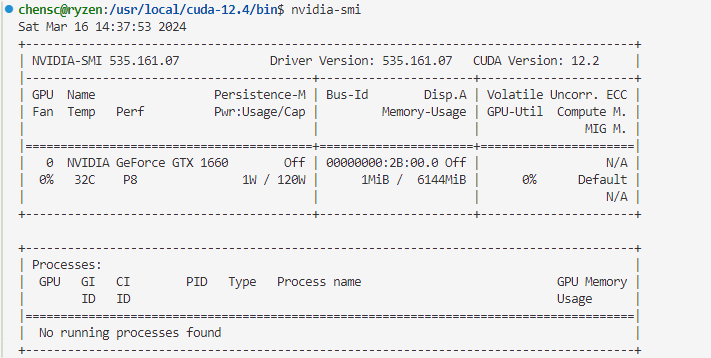 chensc@ryzen:/usr/local/cuda-12.4/bin$ nvidia-smi
Sat Mar 16 14:37:53 2024
+---------------------------------------------------------------------------------------+
| NVIDIA-SMI 535.161.07             Driver Version: 535.161.07   CUDA Version: 12.2     |
|-----------------------------------------+----------------------+----------------------+
| GPU  Name                 Persistence-M | Bus-Id        Disp.A | Volatile Uncorr. ECC |
| Fan  Temp   Perf          Pwr:Usage/Cap |         Memory-Usage | GPU-Util  Compute M. |
|                                         |                      |               MIG M. |
|=========================================+======================+======================|
|   0  NVIDIA GeForce GTX 1660        Off | 00000000:2B:00.0 Off |                  N/A |
|  0%   32C    P8               1W / 120W |      1MiB /  6144MiB |      0%      Default |
|                                         |                      |                  N/A |
+-----------------------------------------+----------------------+----------------------+

+---------------------------------------------------------------------------------------+
| Processes:                                                                            |
|  GPU   GI   CI        PID   Type   Process name                            GPU Memory |
|        ID   ID                                                             Usage      |
|=======================================================================================|
|  No running processes found                                                           |
+---------------------------------------------------------------------------------------+